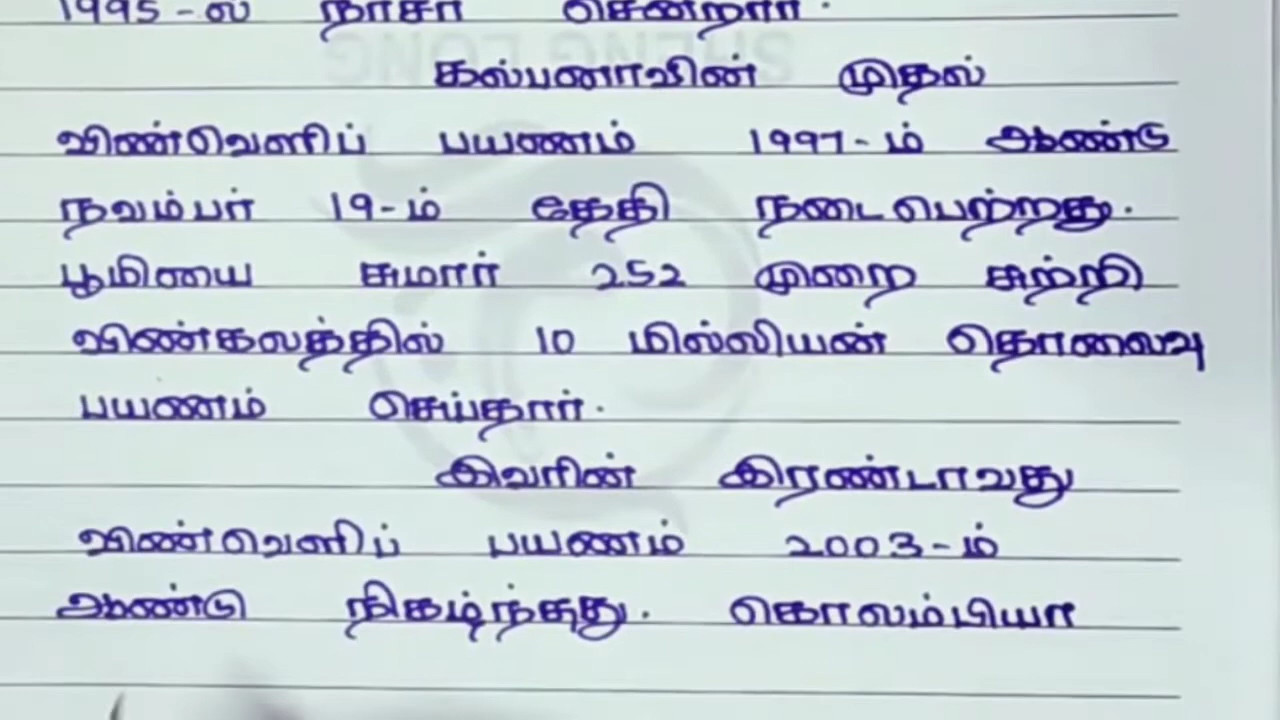 1995-ல் நாசா சென்றார்.
கல்பனாவின் முதல்
விண்வெளிப் பயணம் 1997-ம் ஆண்டு
நவம்பர் 19-ம் தேதி நடைபெற்றது.
பூமியை சுமார் 252 முறை சுற்றி
விண்கலத்தில் 10 மில்லியன் தொலைவு
பயணம் செய்தார்.
இவரின் இரண்டாவது
விண்வெளிப் பயணம் 2003-ம்
ஆண்டு நிகழ்ந்தது. கொலம்பியா